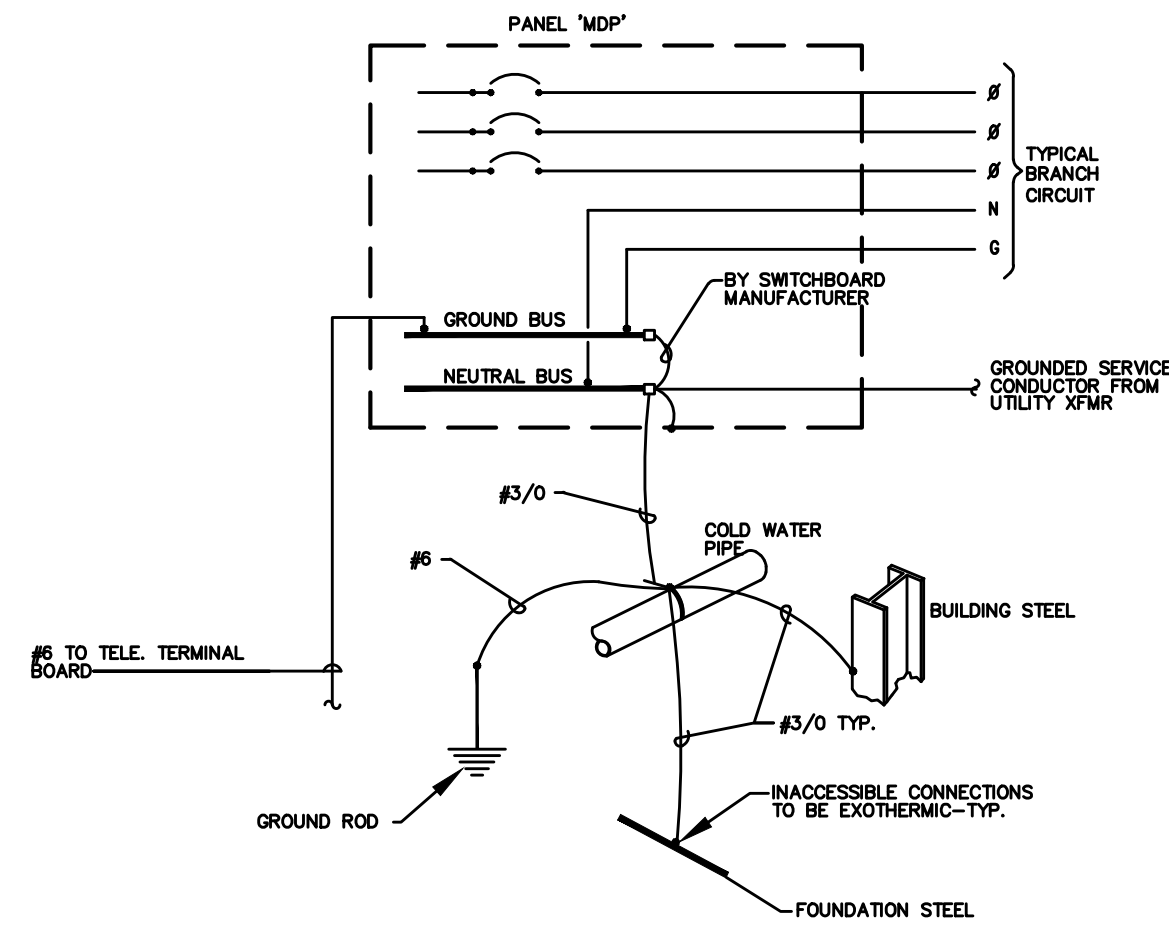 PANEL 'MDP'
Ø
Ø
Ø
N
G
TYPICAL
BRANCH
CIRCUIT
BY SWITCHBOARD
MANUFACTURER
GROUND BUS
NEUTRAL BUS
GROUNDED SERVICE
CONDUCTOR FROM
UTILITY XFMR
#3/0
COLD WATER
PIPE
#6
BUILDING STEEL
#6 TO TELE. TERMINAL
BOARD
#3/0 TYP.
INACCESSIBLE CONNECTIONS
TO BE EXOTHERMIC-TYP.
GROUND ROD
FOUNDATION STEEL